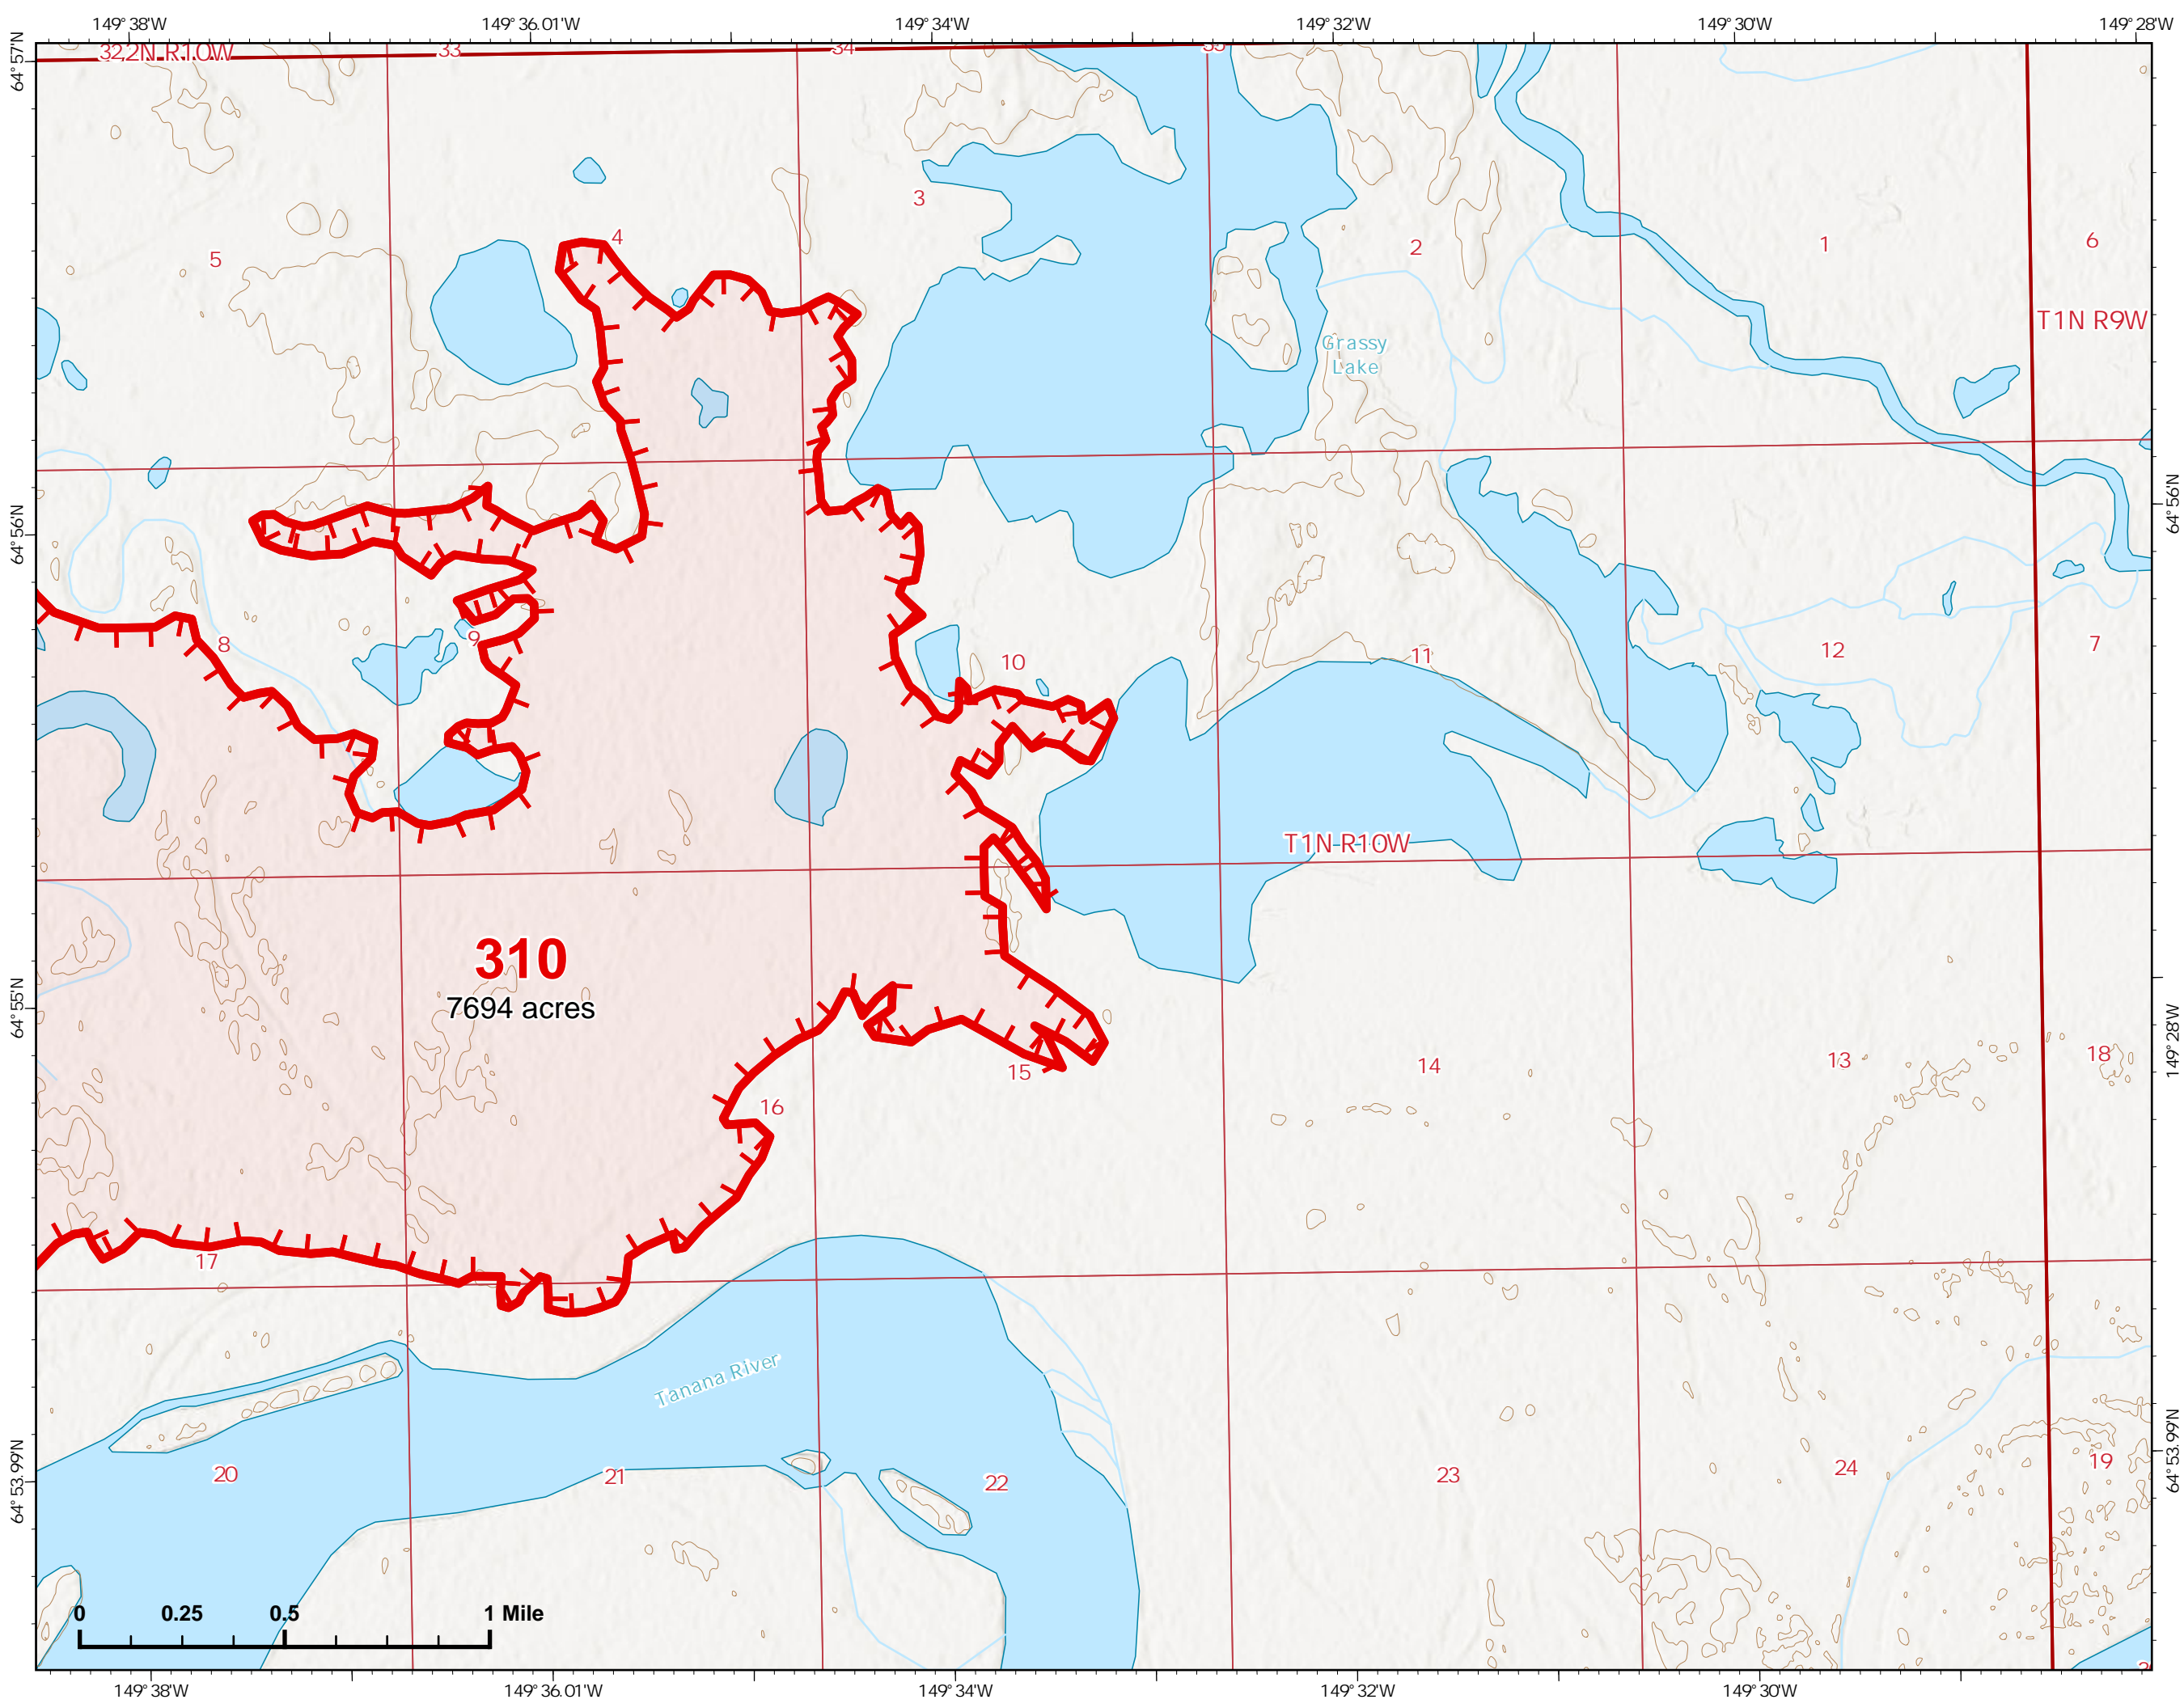 149° 38'W
149° 36.01'W
149° 34'W
149° 32'W
149° 30'W
149° 28'W
64° 57'N
32
2N R10W
33
34
35
3
4
5
2
1
6
T1N R9W
Grassy
Lake
64° 56'N
64° 56'N
8
9
10
11
12
7
T1N R10W
310
7694 acres
64° 55'N
149° 28'W
15
14
13
18
16
17
Tanana River
64° 53.99'N
64° 53.99'N
20
21
22
23
24
19
0
0.25
0.5
1 Mile
149° 38'W
149° 36.01'W
149° 34'W
149° 32'W
149° 30'W